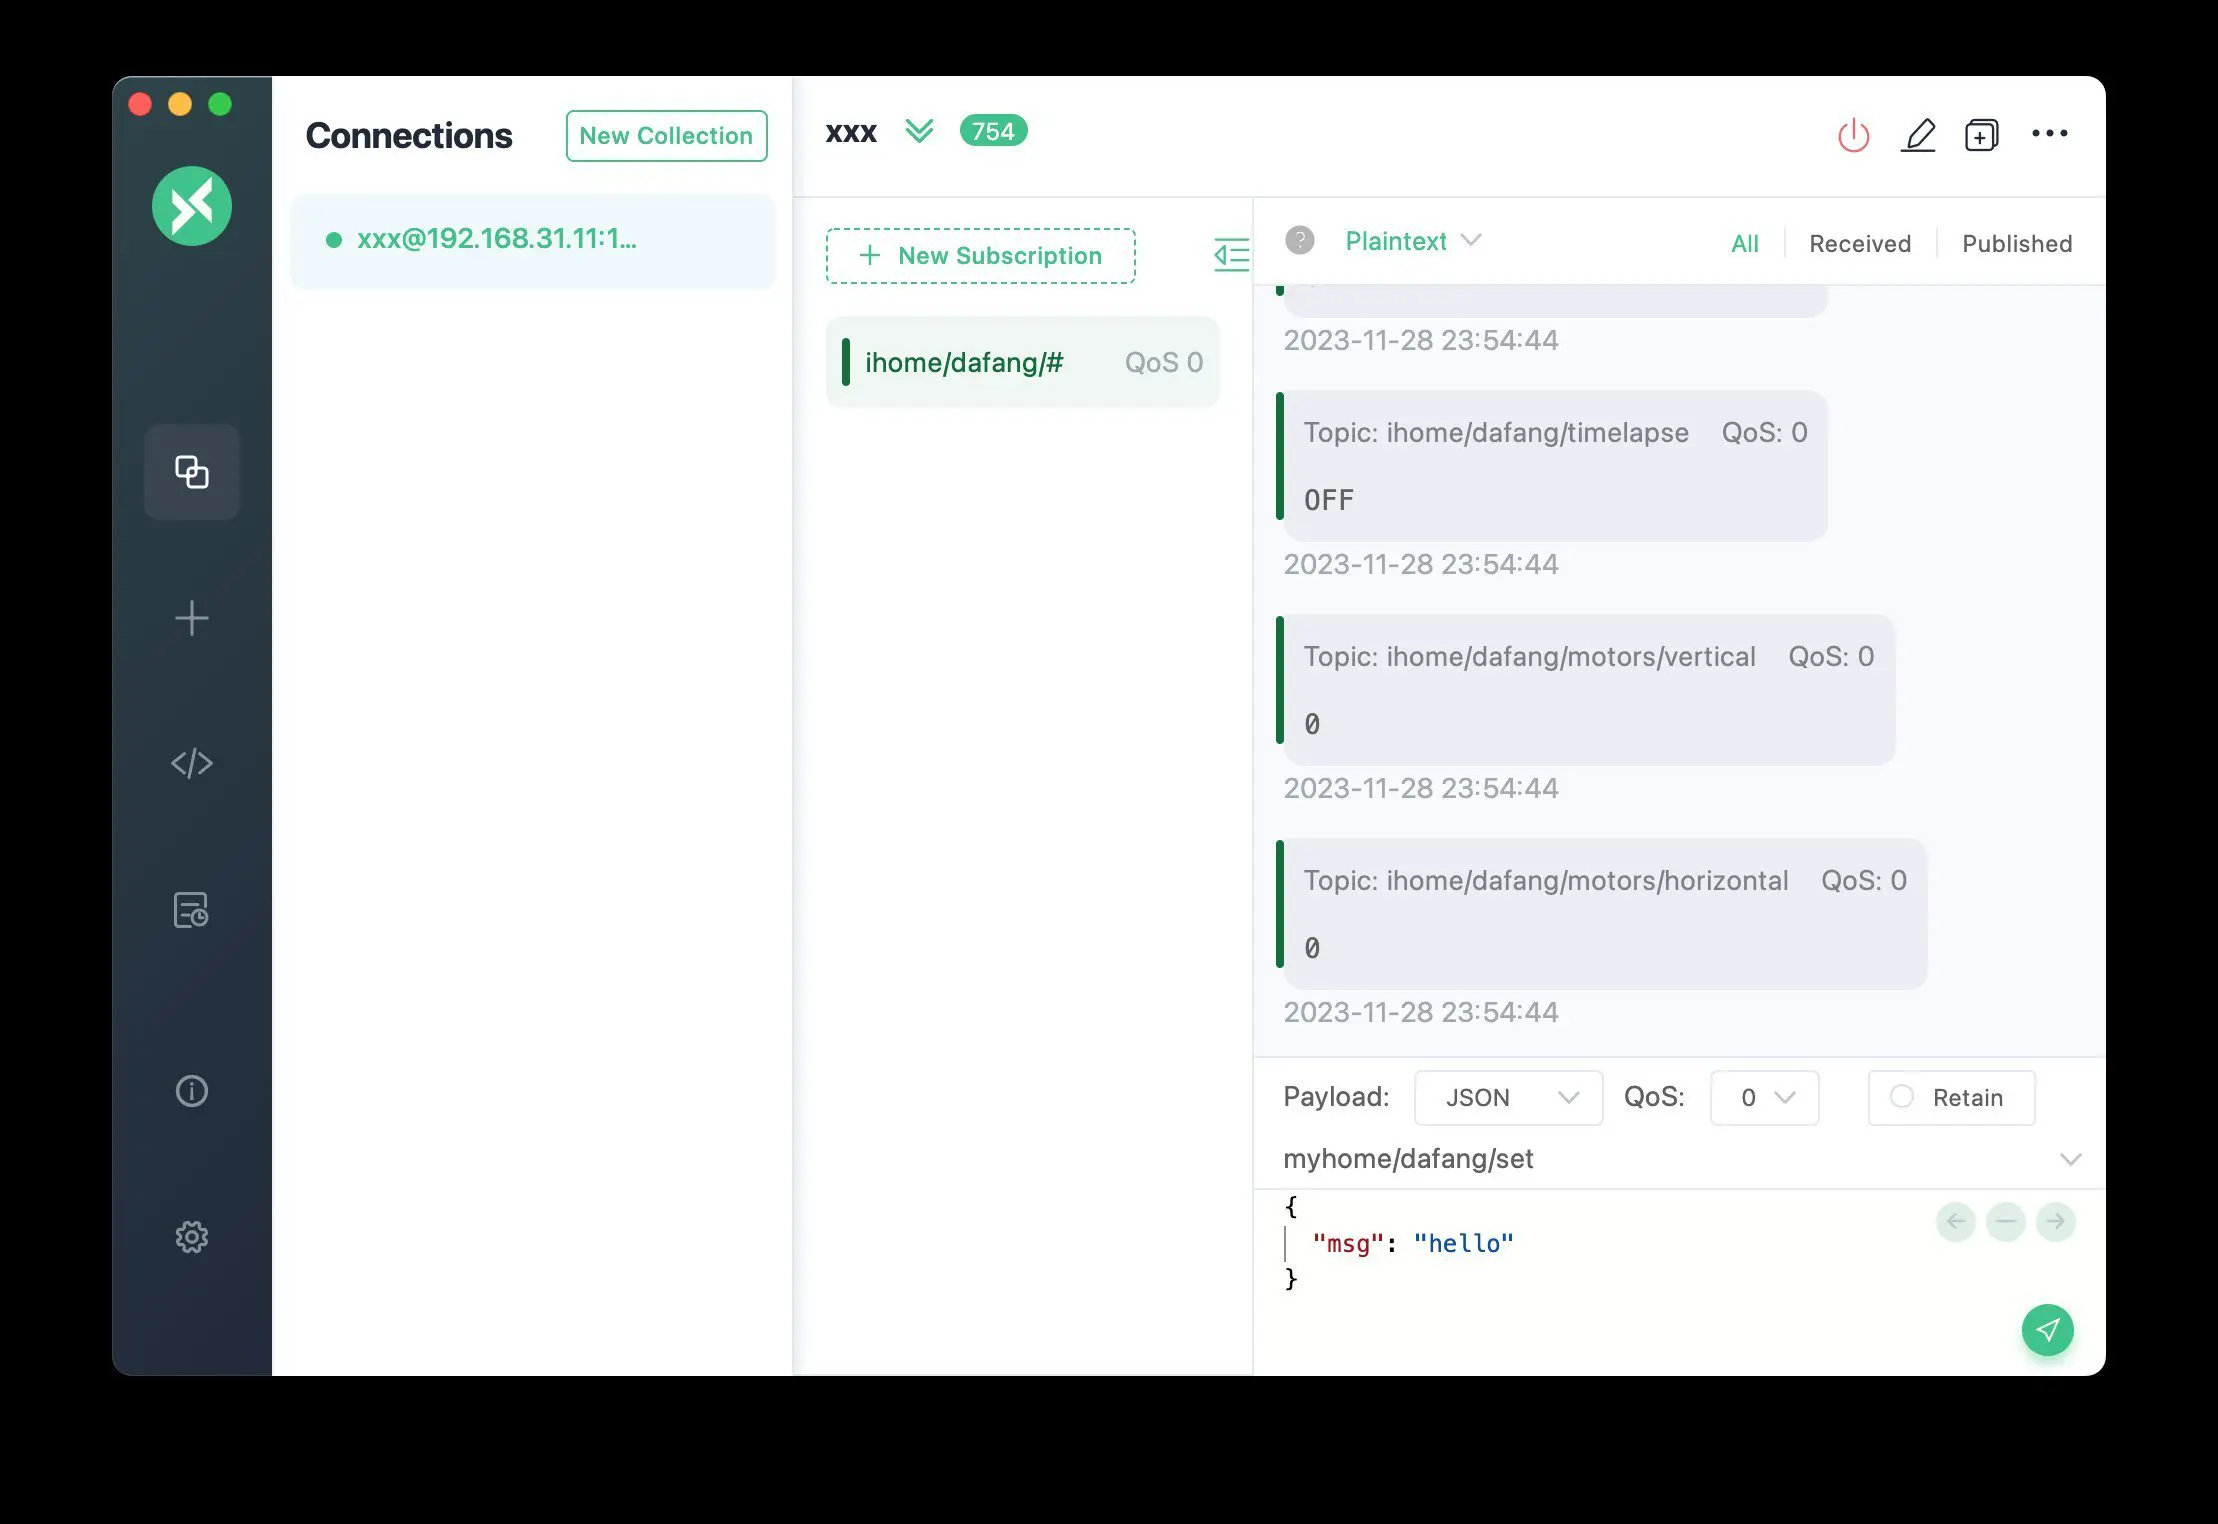 Connections
New Collection
xxx@192.168.31.11:1...
xxx
754
New Subscription
ihome/dafang/#
QoS 0
?
Plaintext
All
Received
Published
2023-11-28 23:54:44
Topic: ihome/dafang/timelapse QoS: 0
OFF
2023-11-28 23:54:44
Topic: ihome/dafang/motors/vertical QoS: 0
0
2023-11-28 23:54:44
Topic: ihome/dafang/motors/horizontal QoS: 0
0
2023-11-28 23:54:44
Payload: JSON QoS: 0 Retain
myhome/dafang/set
{
"msg": "hello"
}